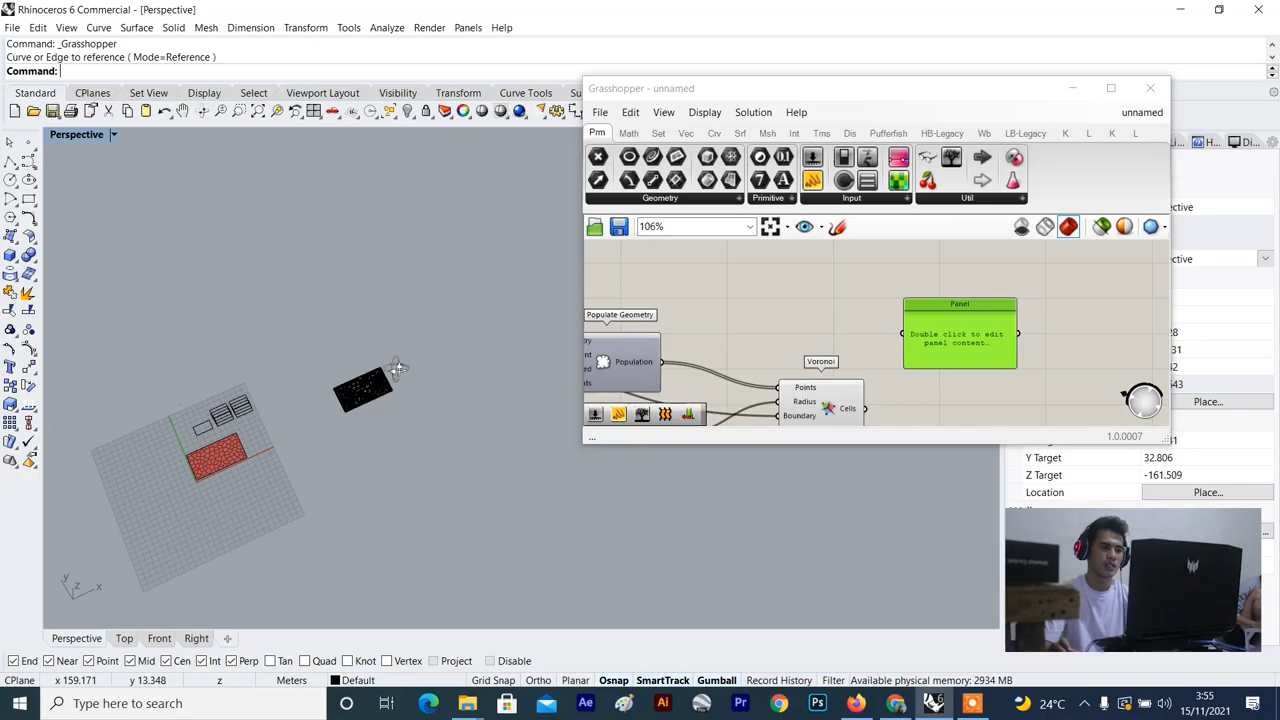 Rhinoceros 6 Commercial - [Perspective]
File Edit View Curve Surface Solid Mesh Dimension Transform Tools Analyze Render Panels Help
Command: _Grasshopper
Curve or Edge to reference ( Mode=Reference )
Command:
Standard CPlanes Set View Display Select Viewport Layout Visibility Transform Curve Tools
Perspective
Grasshopper - unnamed
File Edit View Display Solution Help unnamed
Prm Math Set Vec Crv Srf Msh Int Trns Dis Pufferfish HB-Legacy Wb LB-Legacy K L K L
Geometry Primitive Input Util
106%
Populate Geometry
Population
Voronoi
Points
Radius
Boundary
Cells
Panel
Double click to edit
panel content…
...
1.0.0007
Place...
Y Target 32.806
Z Target -161.509
Location Place...
y
z
x
Perspective Top Front Right
End Near Point Mid Cen Int Perp Tan Quad Knot Vertex Project Disable
CPlane x 159.171 y 13.348 z Meters Default Grid Snap Ortho Planar Osnap SmartTrack Gumball Record History Filter Available physical memory: 2934 MB
Type here to search
24°C
3:55
15/11/2021